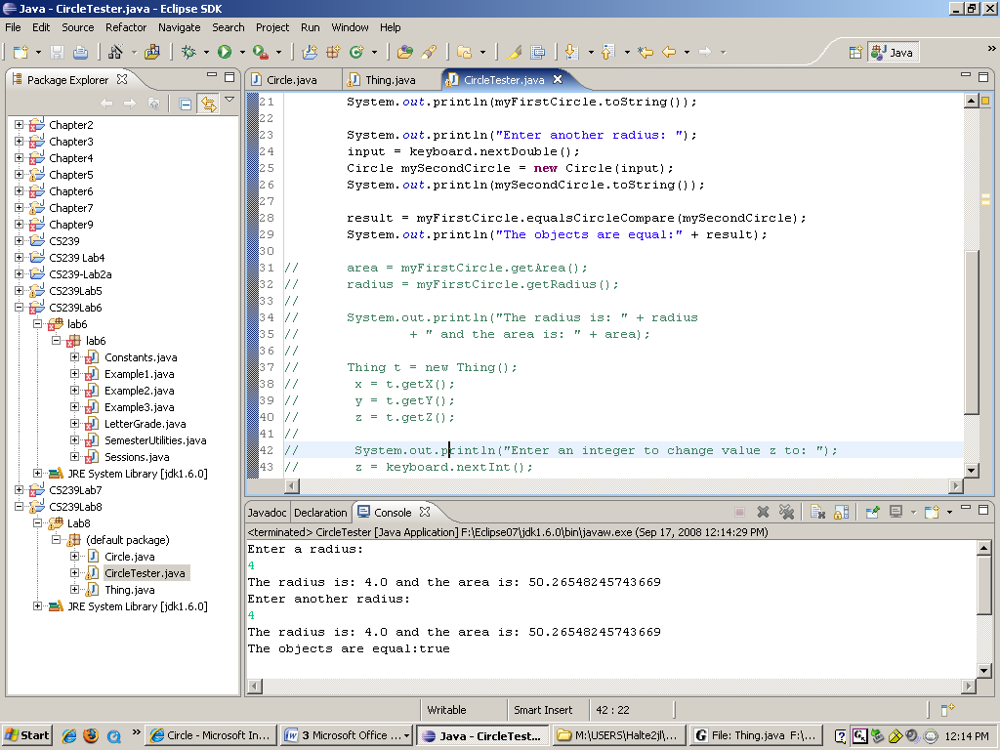 Java - CircleTester.java - Eclipse SDK
File Edit Source Refactor Navigate Search Project Run Window Help
Java
»
Package Explorer
Circle.java Thing.java CircleTester.java
Chapter2
Chapter3
Chapter4
Chapter5
Chapter6
Chapter7
Chapter9
CS239
CS239 Lab4
CS239-Lab2a
CS239Lab5
CS239Lab6
lab6
lab6
Constants.java
Example1.java
Example2.java
Example3.java
LetterGrade.java
SemesterUtilities.java
Sessions.java
JRE System Library [jdk1.6.0]
CS239Lab7
CS239Lab8
Lab8
(default package)
Circle.java
CircleTester.java
Thing.java
JRE System Library [jdk1.6.0]
21 System.out.println(myFirstCircle.toString());
22
23 System.out.println("Enter another radius: ");
24 input = keyboard.nextDouble();
25 Circle mySecondCircle = new Circle(input);
26 System.out.println(mySecondCircle.toString());
27
28 result = myFirstCircle.equalsCircleCompare(mySecondCircle);
29 System.out.println("The objects are equal:" + result);
30
31 // area = myFirstCircle.getArea();
32 // radius = myFirstCircle.getRadius();
33 //
34 // System.out.println("The radius is: " + radius
35 // + " and the area is: " + area);
36 //
37 // Thing t = new Thing();
38 // x = t.getX();
39 // y = t.getY();
40 // z = t.getZ();
41 //
42 // System.out.println("Enter an integer to change value z to: ");
43 // z = keyboard.nextInt();
Javadoc Declaration Console
<terminated> CircleTester [Java Application] F:\Eclipse07\jdk1.6.0\bin\javaw.exe (Sep 17, 2008 12:14:29 PM)
Enter a radius:
4
The radius is: 4.0 and the area is: 50.26548245743669
Enter another radius:
4
The radius is: 4.0 and the area is: 50.26548245743669
The objects are equal:true
Writable Smart Insert 42 : 22
Start » Circle - Microsoft In... 3 Microsoft Office ... Java - CircleTest... M:\USERS\Halte2jl\... File: Thing.java F:\... 12:14 PM